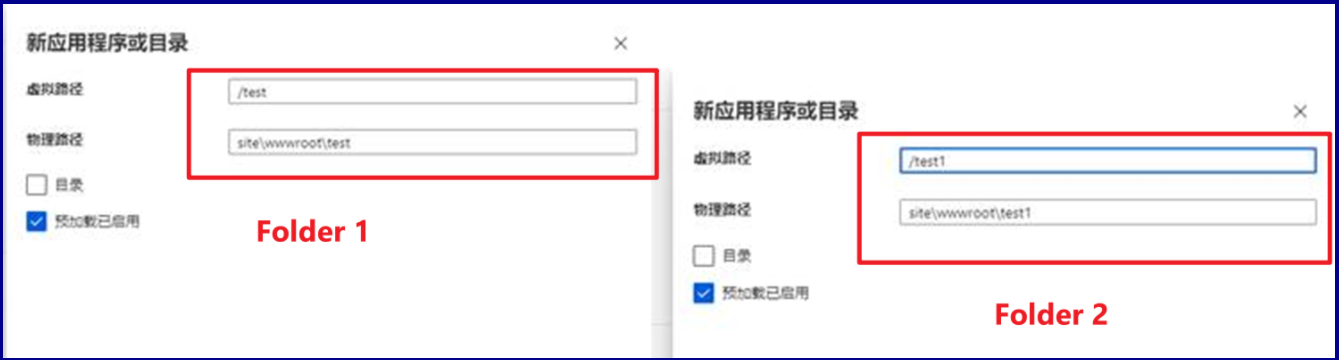 新应用程序或目录
虚拟路径
/test
物理路径
site\wwwroot\test
目录
预加载已启用
Folder 1
新应用程序或目录
虚拟路径
/test1
物理路径
site\wwwroot\test1
目录
预加载已启用
Folder 2